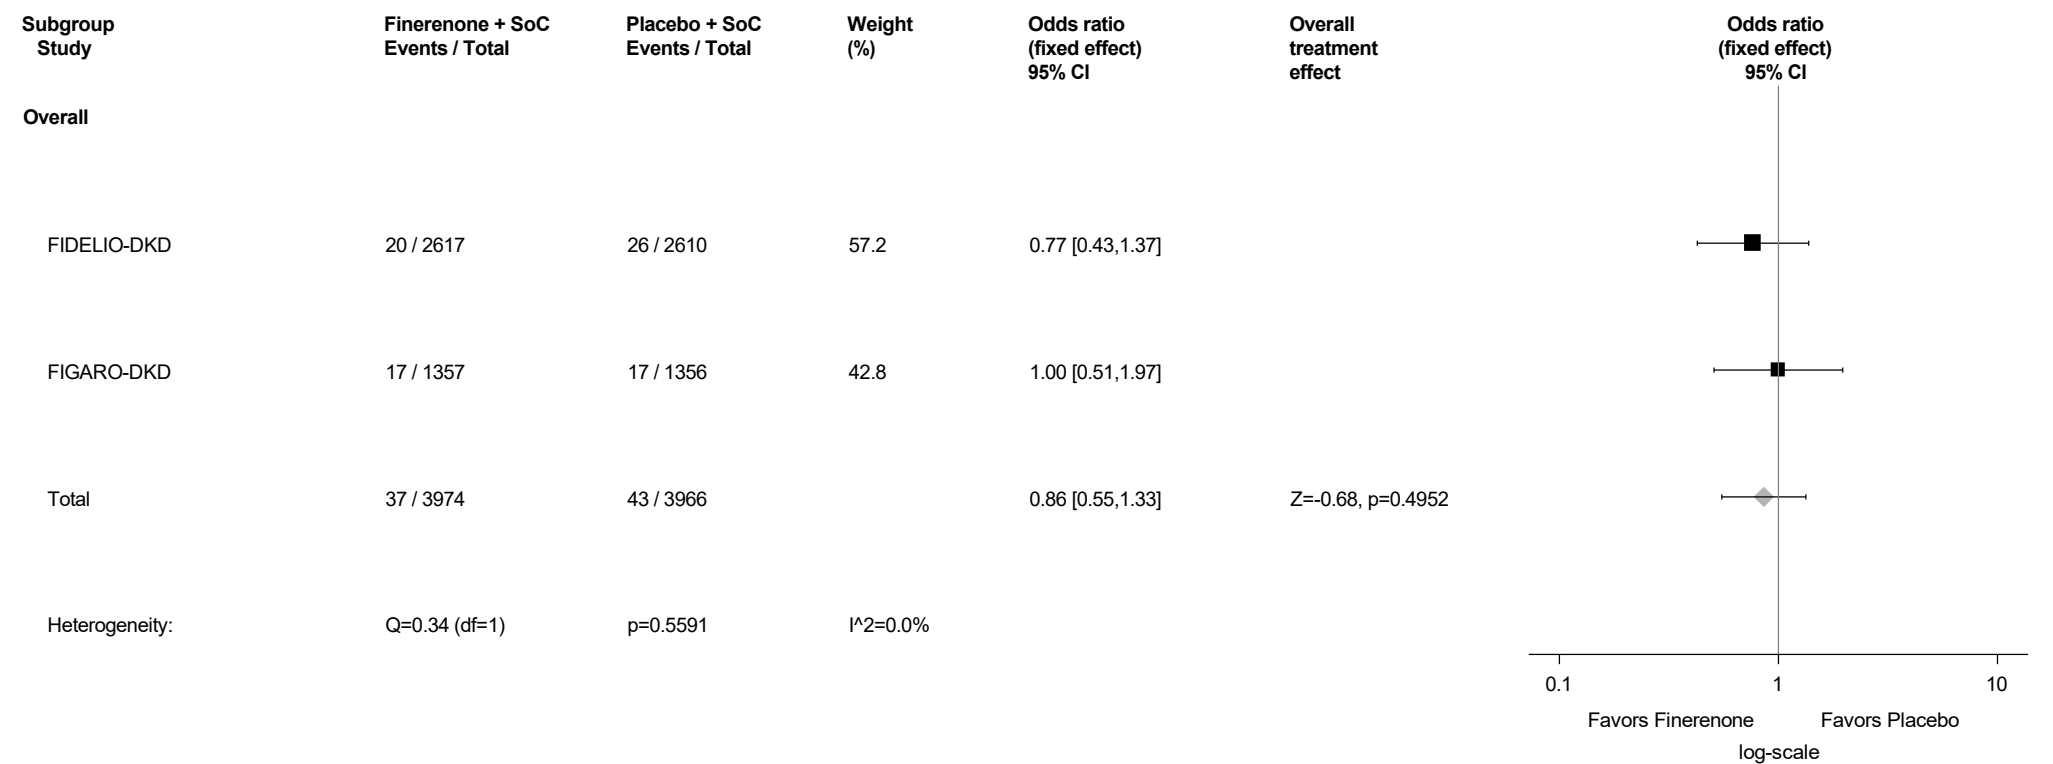 Subgroup Finerenone + SoC Placebo + SoC Weight Odds ratio Overall Odds ratio
Study Events / Total Events / Total (%) (fixed effect) treatment (fixed effect)
95% CI effect 95% CI
Overall
FIDELIO-DKD 20 / 2617 26 / 2610 57.2 0.77 [0.43,1.37]
FIGARO-DKD 17 / 1357 17 / 1356 42.8 1.00 [0.51,1.97]
Total 37 / 3974 43 / 3966 0.86 [0.55,1.33] Z=-0.68, p=0.4952
Heterogeneity: Q=0.34 (df=1) p=0.5591 I^2=0.0%
0.1 1 10
Favors Finerenone Favors Placebo
log-scale